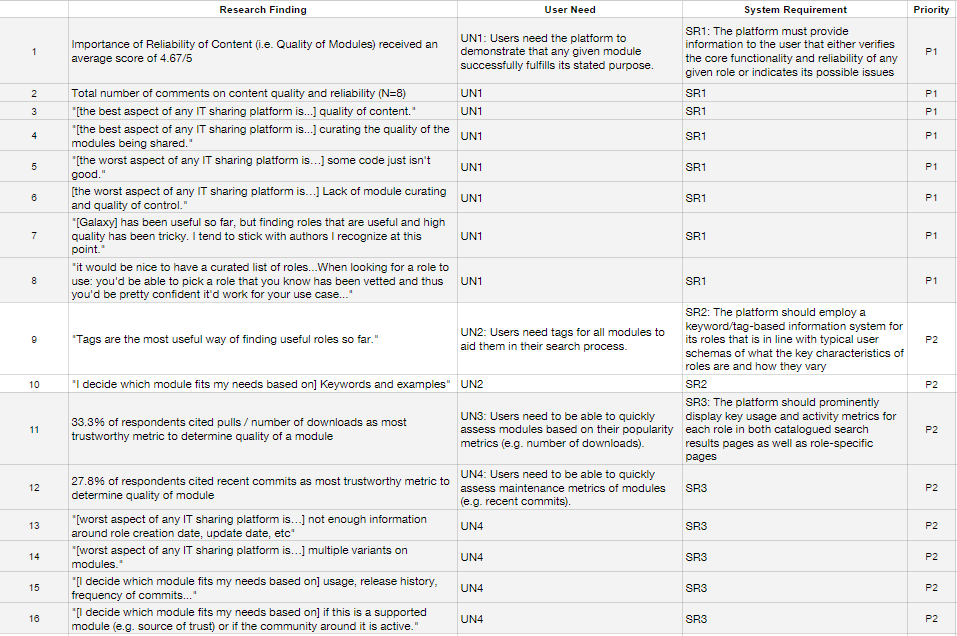 Research Finding User Need System Requirement Priority
1 Importance of Reliability of Content (i.e. Quality of Modules) received an average score of 4.67/5 UN1: Users need the platform to demonstrate that any given module successfully fulfills its stated purpose. SR1: The platform must provide information to the user that either verifies the core functionality and reliability of any given role or indicates its possible issues P1
2 Total number of comments on content quality and reliability (N=8) UN1 SR1 P1
3 "[the best aspect of any IT sharing platform is...] quality of content." UN1 SR1 P1
4 "[the best aspect of any IT sharing platform is...] curating the quality of the modules being shared." UN1 SR1 P1
5 "[the worst aspect of any IT sharing platform is…] some code just isn't good." UN1 SR1 P1
6 [the worst aspect of any IT sharing platform is…] Lack of module curating and quality of control." UN1 SR1 P1
7 "[Galaxy] has been useful so far, but finding roles that are useful and high quality has been tricky. I tend to stick with authors I recognize at this point." UN1 SR1 P1
8 "it would be nice to have a curated list of roles...When looking for a role to use: you'd be able to pick a role that you know has been vetted and thus you'd be pretty confident it'd work for your use case..." UN1 SR1 P1
9 "Tags are the most useful way of finding useful roles so far." UN2: Users need tags for all modules to aid them in their search process. SR2: The platform should employ a keyword/tag-based information system for its roles that is in line with typical user schemas of what the key characteristics of roles are and how they vary P2
10 "I decide which module fits my needs based on] Keywords and examples" UN2 SR2 P2
11 33.3% of respondents cited pulls / number of downloads as most trustworthy metric to determine quality of a module UN3: Users need to be able to quickly assess modules based on their popularity metrics (e.g. number of downloads). SR3: The platform should prominently display key usage and activity metrics for each role in both catalogued search results pages as well as role-specific pages P2
12 27.8% of respondents cited recent commits as most trustworthy metric to determine quality of module UN4: Users need to be able to quickly assess maintenance metrics of modules (e.g. recent commits). SR3 P2
13 "[worst aspect of any IT sharing platform is…] not enough information around role creation date, update date, etc" UN4 SR3 P2
14 "[worst aspect of any IT sharing platform is…] multiple variants on modules." UN4 SR3 P2
15 "[I decide which module fits my needs based on] usage, release history, frequency of commits..." UN4 SR3 P2
16 "[I decide which module fits my needs based on] if this is a supported module (e.g. source of trust) or if the community around it is active." UN4 SR3 P2